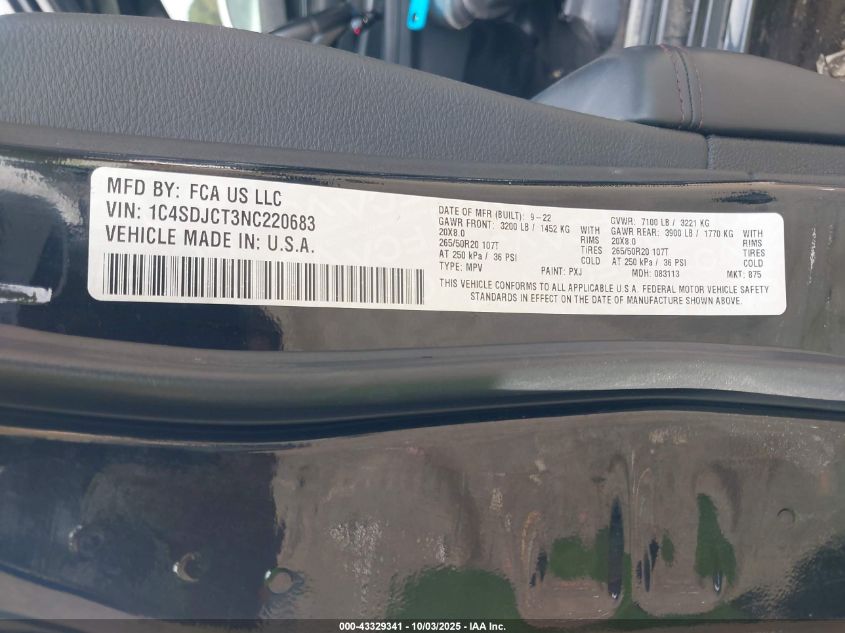 MFD BY: FCA US LLC
VIN: 1C4SDJCT3NC220683
VEHICLE MADE IN: U.S.A.
DATE OF MFR (BUILT): 9-22 GVWR: 7100 LB / 3221 KG
GAWR FRONT: 3200 LB / 1452 KG WITH GAWR REAR: 3900 LB / 1770 KG WITH
20X8.0 RIMS 20X8.0 RIMS
265/50R20 107T TIRES 265/50R20 107T TIRES
AT 250 kPa / 36 PSI COLD AT 250 kPa / 36 PSI COLD
TYPE: MPV PAINT: PXJ MDH: 083113 MKT: 875
THIS VEHICLE CONFORMS TO ALL APPLICABLE U.S.A. FEDERAL MOTOR VEHICLE SAFETY
STANDARDS IN EFFECT ON THE DATE OF MANUFACTURE SHOWN ABOVE.
000-43329341 - 10/03/2025 - IAA Inc.